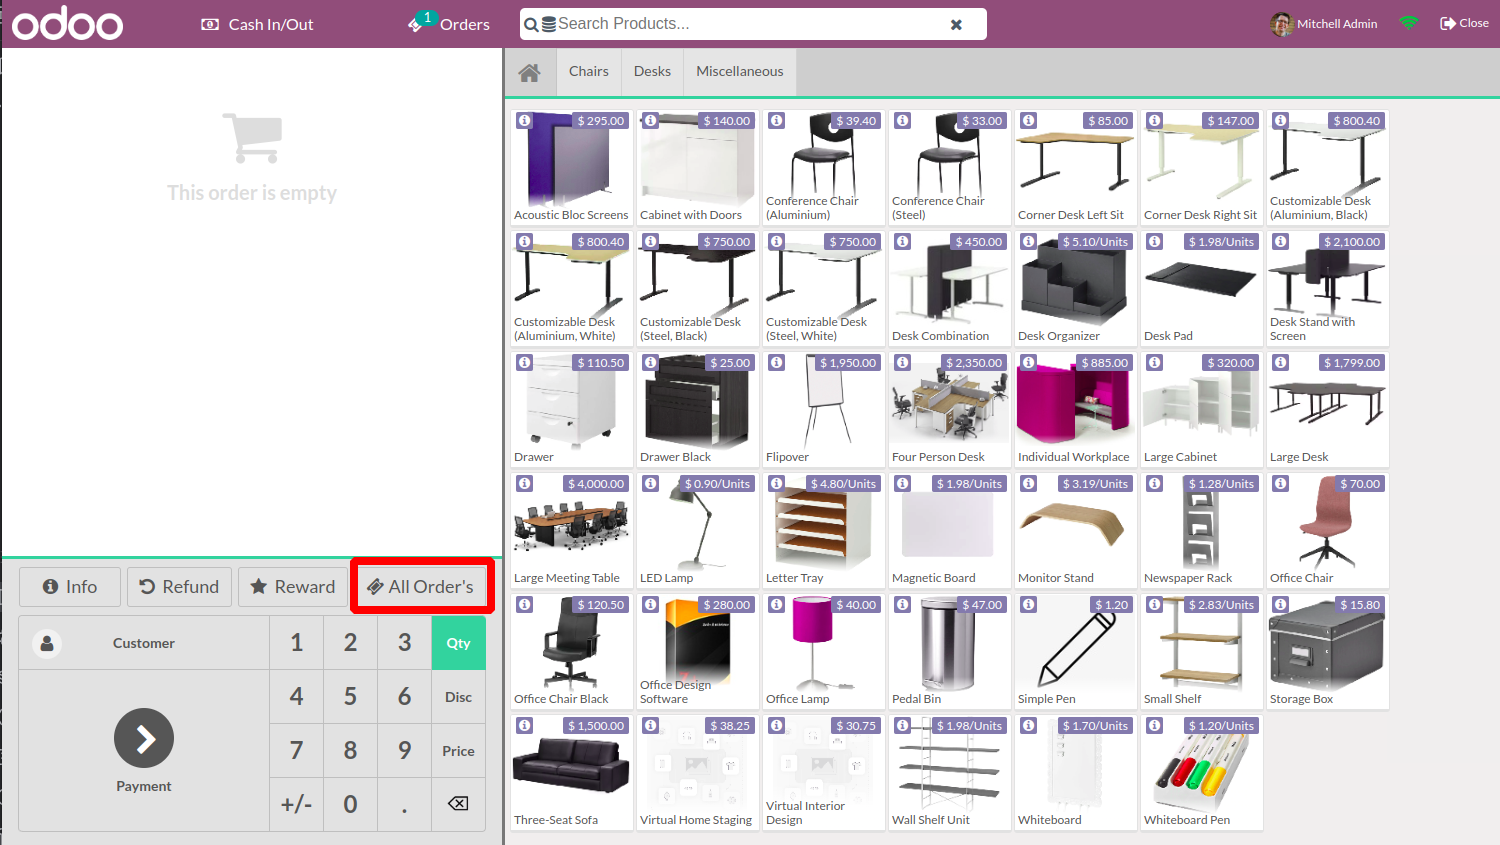 odoo
Cash In/Out
1
Orders
Search Products...
Mitchell Admin
Close
This order is empty
Chairs
Desks
Miscellaneous
$ 295.00
Acoustic Bloc Screens
$ 140.00
Cabinet with Doors
$ 39.40
Conference Chair
(Aluminium)
$ 33.00
Conference Chair
(Steel)
$ 85.00
Corner Desk Left Sit
$ 147.00
Corner Desk Right Sit
$ 800.40
Customizable Desk
(Aluminium, Black)
$ 800.40
Customizable Desk
(Aluminium, White)
$ 750.00
Customizable Desk
(Steel, Black)
$ 750.00
Customizable Desk
(Steel, White)
$ 450.00
Desk Combination
$ 5.10/Units
Desk Organizer
$ 1.98/Units
Desk Pad
$ 2,100.00
Desk Stand with
Screen
$ 110.50
Drawer
$ 25.00
Drawer Black
$ 1,950.00
Flipover
$ 2,350.00
Four Person Desk
$ 885.00
Individual Workplace
$ 320.00
Large Cabinet
$ 1,799.00
Large Desk
$ 4,000.00
Large Meeting Table
$ 0.90/Units
LED Lamp
$ 4.80/Units
Letter Tray
$ 1.98/Units
Magnetic Board
$ 3.19/Units
Monitor Stand
$ 1.28/Units
Newspaper Rack
$ 70.00
Office Chair
$ 120.50
Office Chair Black
$ 280.00
Office Design
Software
$ 40.00
Office Lamp
$ 47.00
Pedal Bin
$ 1.20
Simple Pen
$ 2.83/Units
Small Shelf
$ 15.80
Storage Box
$ 1,500.00
Three-Seat Sofa
$ 38.25
Virtual Home Staging
$ 30.75
Virtual Interior
Design
$ 1.98/Units
Wall Shelf Unit
$ 1.70/Units
Whiteboard
$ 1.20/Units
Whiteboard Pen
Info
Refund
Reward
All Order's
Customer
1 2 3 Qty
4 5 6 Disc
7 8 9 Price
+/- 0 .
Payment